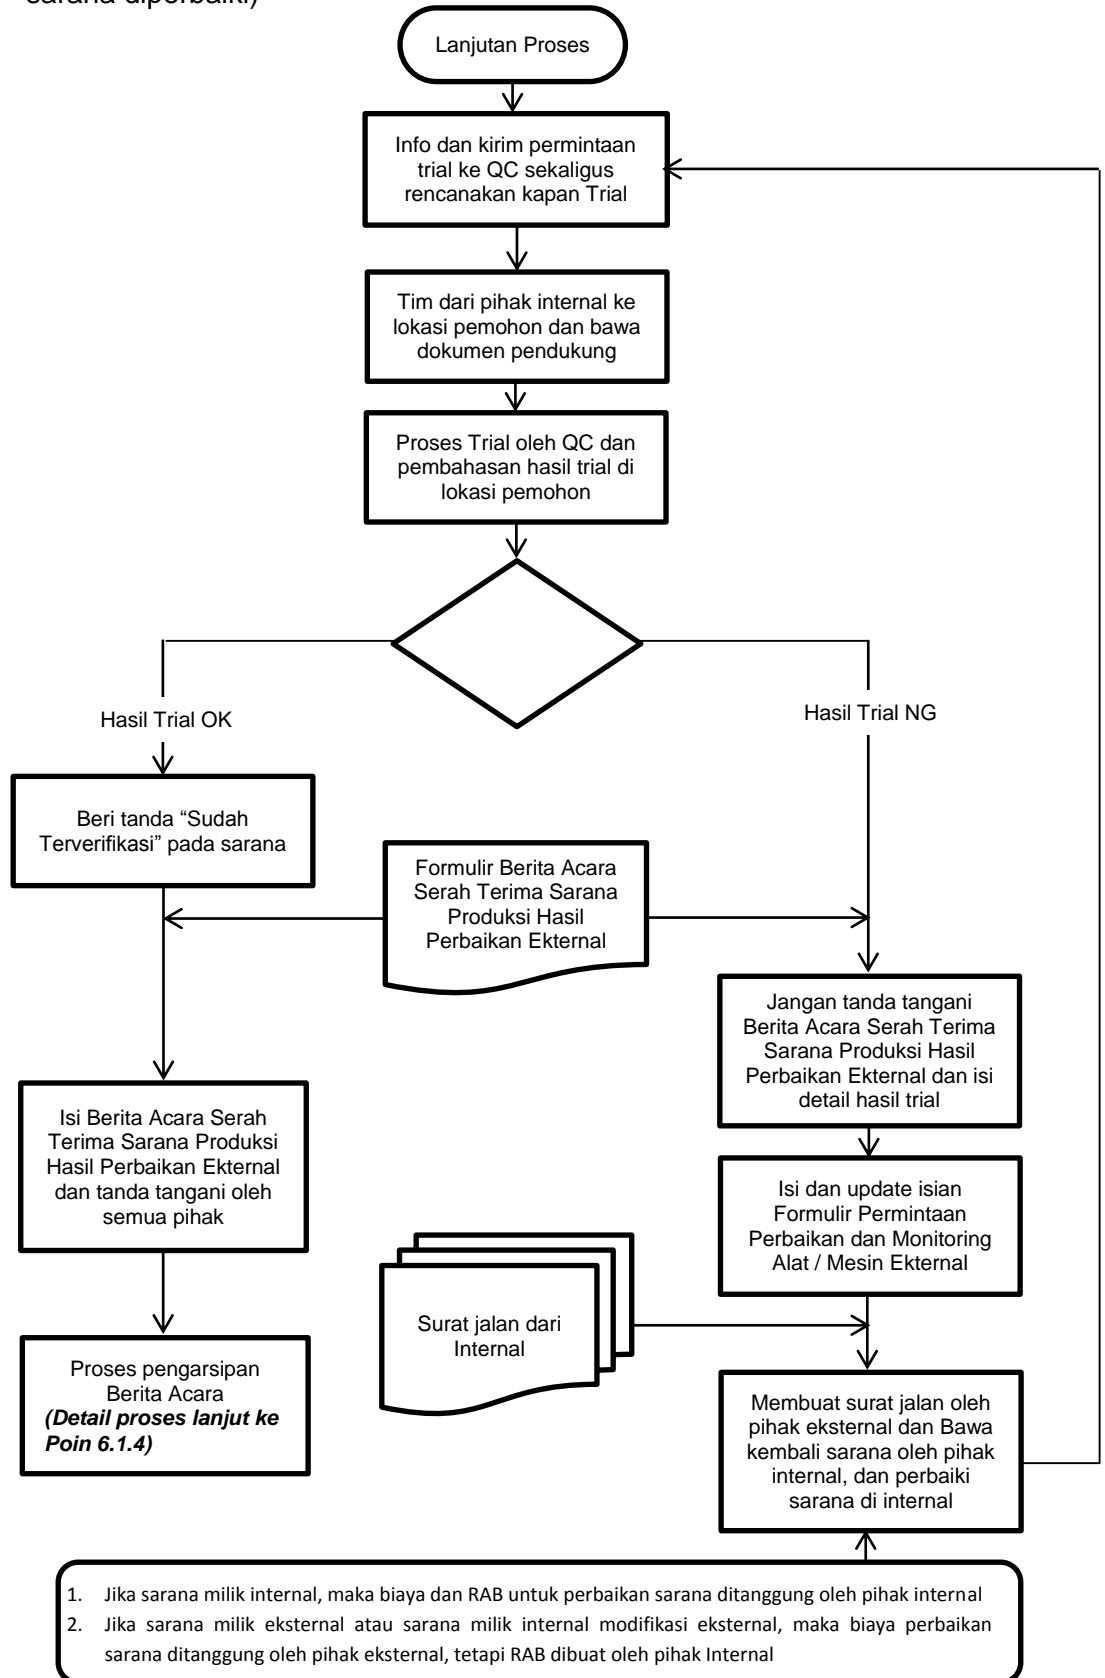 sarana diperbaiki)
Lanjutan Proses
Info dan kirim permintaan
trial ke QC sekaligus
rencanakan kapan Trial
Tim dari pihak internal ke
lokasi pemohon dan bawa
dokumen pendukung
Proses Trial oleh QC dan
pembahasan hasil trial di
lokasi pemohon
Hasil Trial OK
Hasil Trial NG
Beri tanda “Sudah
Terverifikasi” pada sarana
Formulir Berita Acara
Serah Terima Sarana
Produksi Hasil
Perbaikan Ekternal
Jangan tanda tangani
Berita Acara Serah Terima
Sarana Produksi Hasil
Perbaikan Ekternal dan isi
detail hasil trial
Isi Berita Acara Serah
Terima Sarana Produksi
Hasil Perbaikan Ekternal
dan tanda tangani oleh
semua pihak
Isi dan update isian
Formulir Permintaan
Perbaikan dan Monitoring
Alat / Mesin Ekternal
Surat jalan dari
Internal
Proses pengarsipan
Berita Acara
(Detail proses lanjut ke
Poin 6.1.4)
Membuat surat jalan oleh
pihak eksternal dan Bawa
kembali sarana oleh pihak
internal, dan perbaiki
sarana di internal
1. Jika sarana milik internal, maka biaya dan RAB untuk perbaikan sarana ditanggung oleh pihak internal
2. Jika sarana milik eksternal atau sarana milik internal modifikasi eksternal, maka biaya perbaikan
sarana ditanggung oleh pihak eksternal, tetapi RAB dibuat oleh pihak Internal